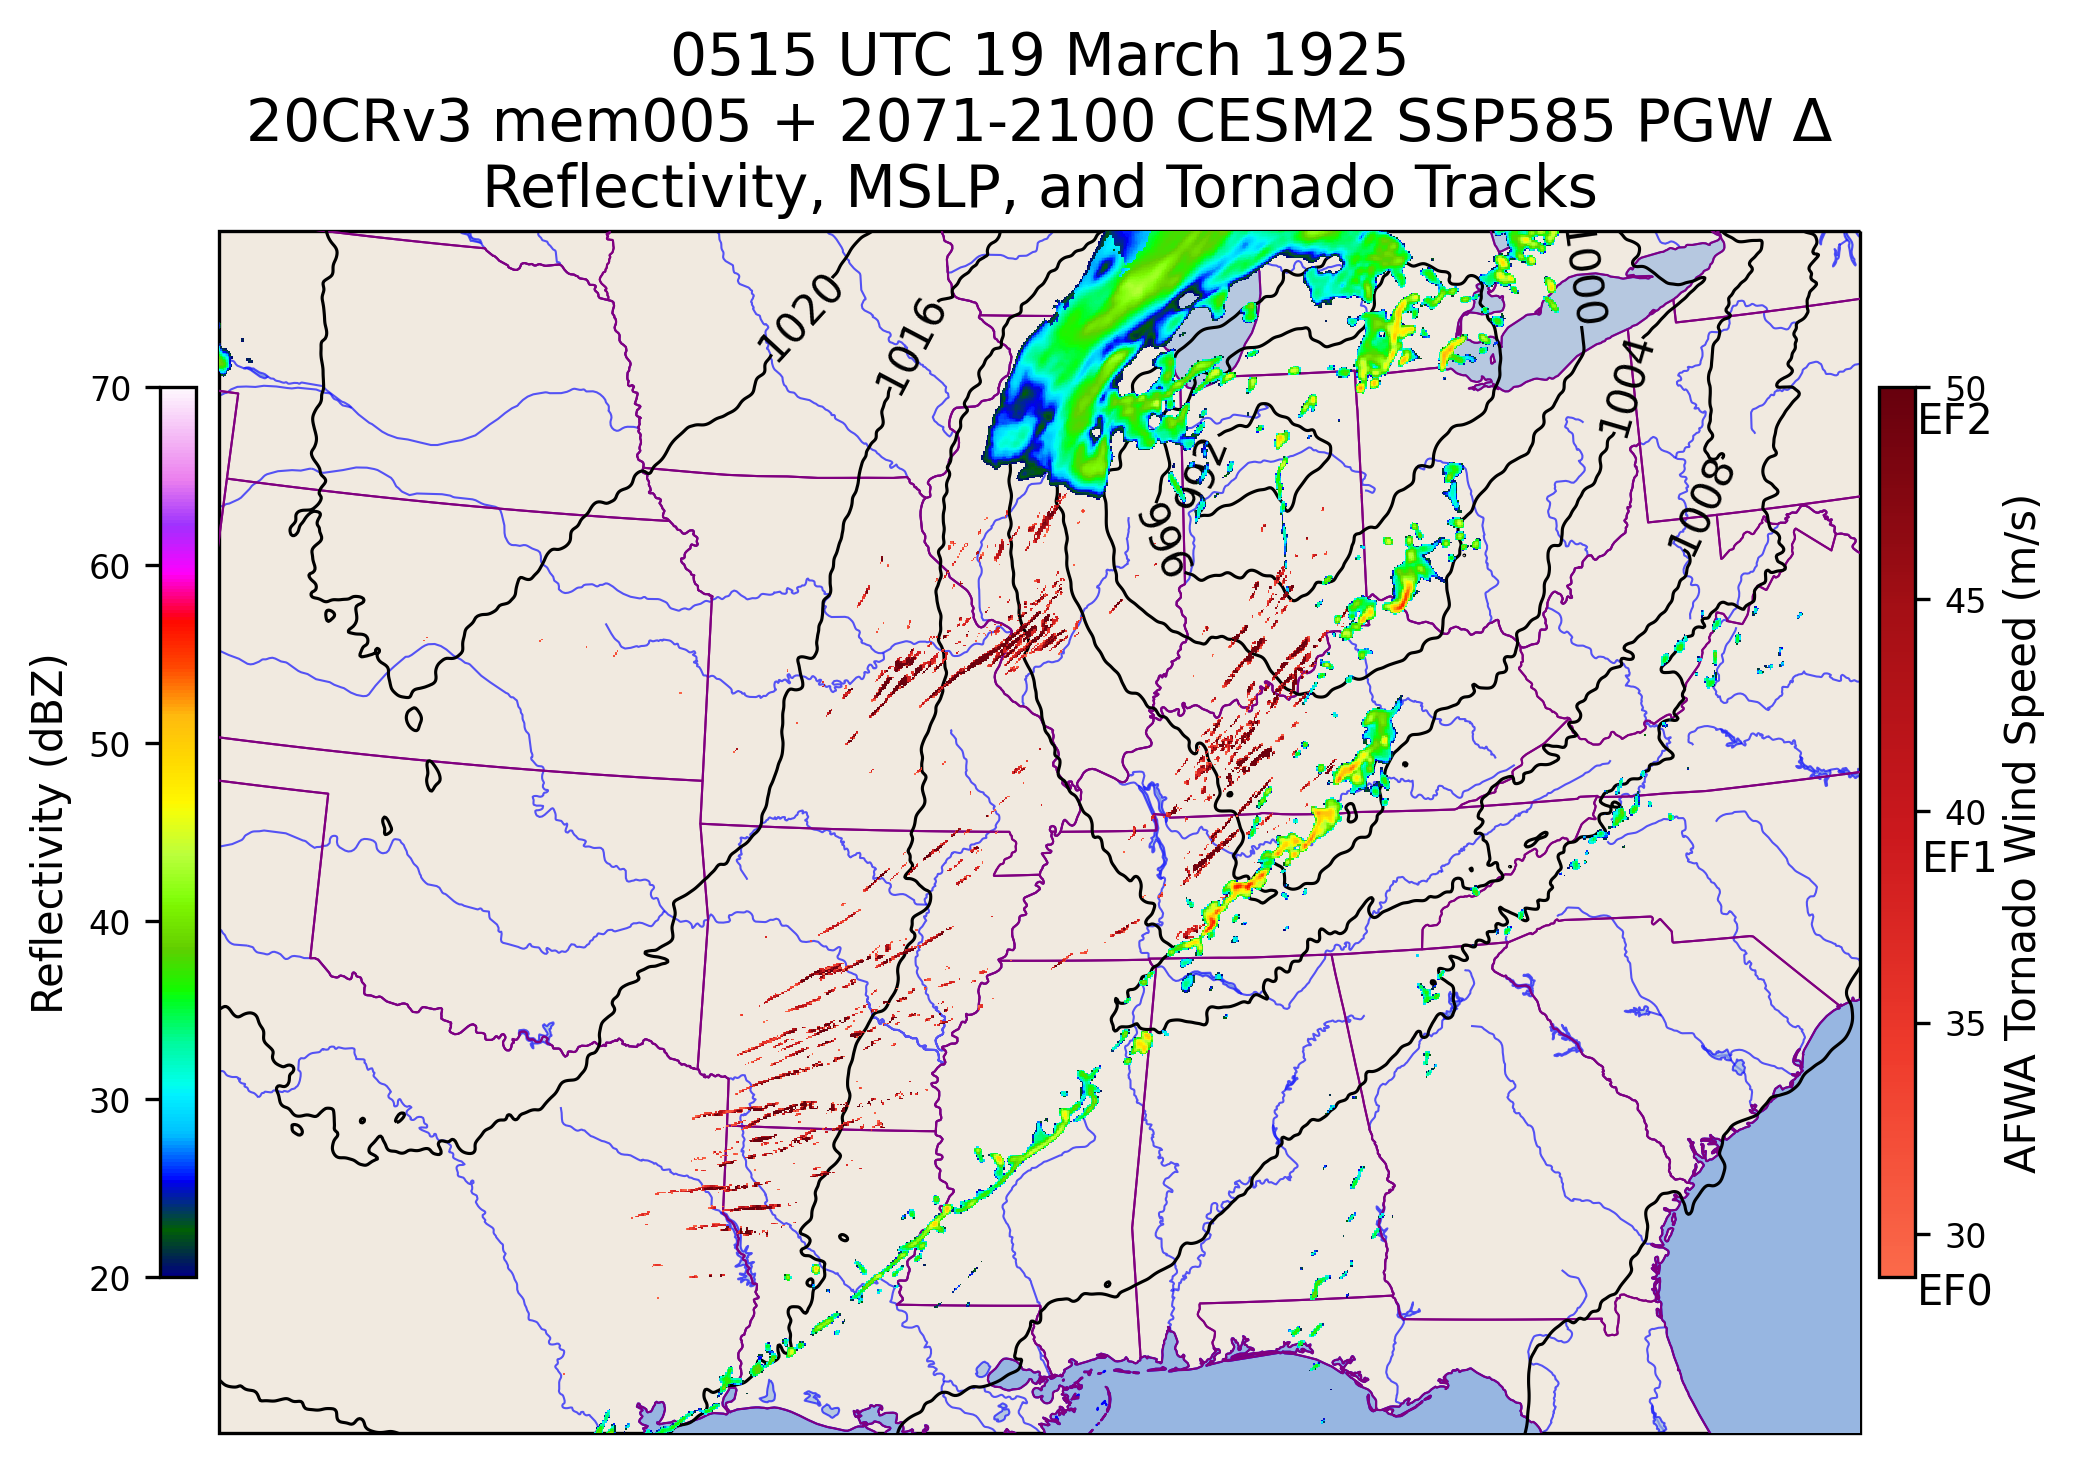 0515 UTC 19 March 1925
20CRv3 mem005 + 2071-2100 CESM2 SSP585 PGW Δ
Reflectivity, MSLP, and Tornado Tracks
1020
1016
1000
1004
1008
992
996
Reflectivity (dBZ)
70
60
50
40
30
20
50
EF2
45
40
EF1
35
30
EF0
AFWA Tornado Wind Speed (m/s)